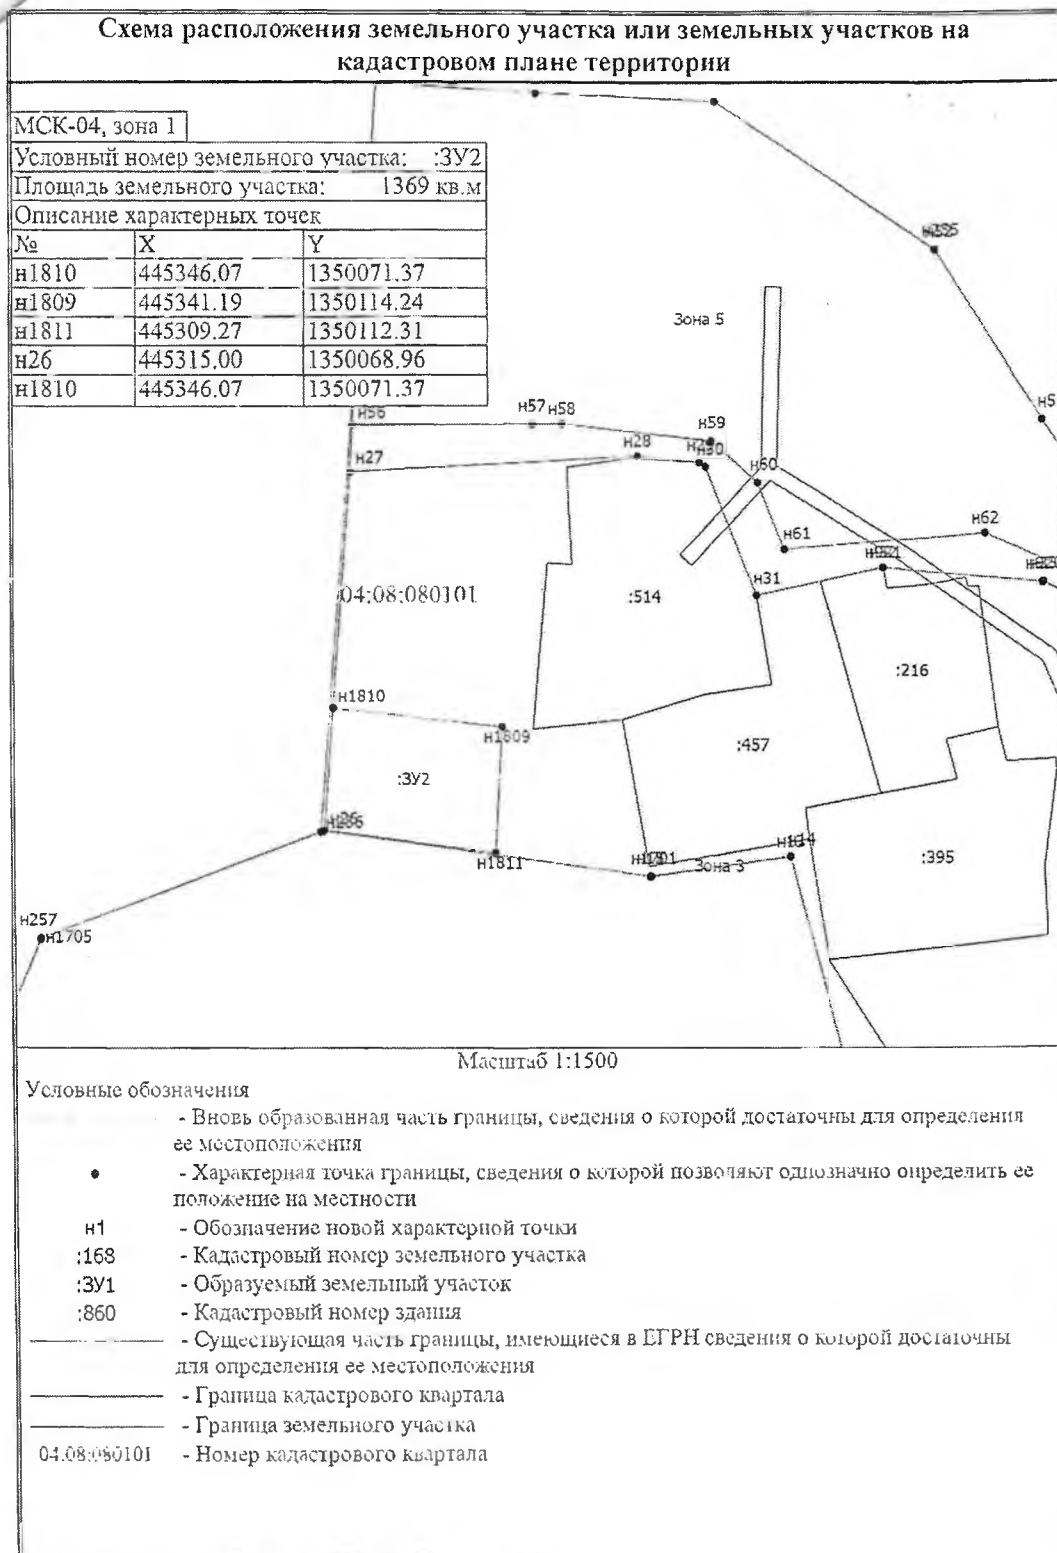 Схема расположения земельного участка или земельных участков на
кадастровом плане территории
МСК-04, зона 1
Условный номер земельного участка: :ЗУ2
Площадь земельного участка: 1369 кв.м
Описание характерных точек
№ X Y
н1810 445346,07 1350071,37
н1809 445341,19 1350114,24
н1811 445309,27 1350112,31
н26 445315,00 1350068,96
н1810 445346,07 1350071,37
Зона 5
н56
н57 н58
н59
н27
н28
н60
н61
н62
н31
04:08:080101
:514
:216
н1810
н1809
:457
:ЗУ2
н1811
Зона 3
:395
н257
н1705
Масштаб 1:1500
Условные обозначения
- Вновь образованная часть границы, сведения о которой достаточны для определения
ее местоположения
- Характерная точка границы, сведения о которой позволяют однозначно определить ее
положение на местности
н1 - Обозначение новой характерной точки
:168 - Кадастровый номер земельного участка
:ЗУ1 - Образуемый земельный участок
:860 - Кадастровый номер здания
- Существующая часть границы, имеющиеся в ЕГРН сведения о которой достаточны
для определения ее местоположения
- Граница кадастрового квартала
- Граница земельного участка
04:08:080101 - Номер кадастрового квартала